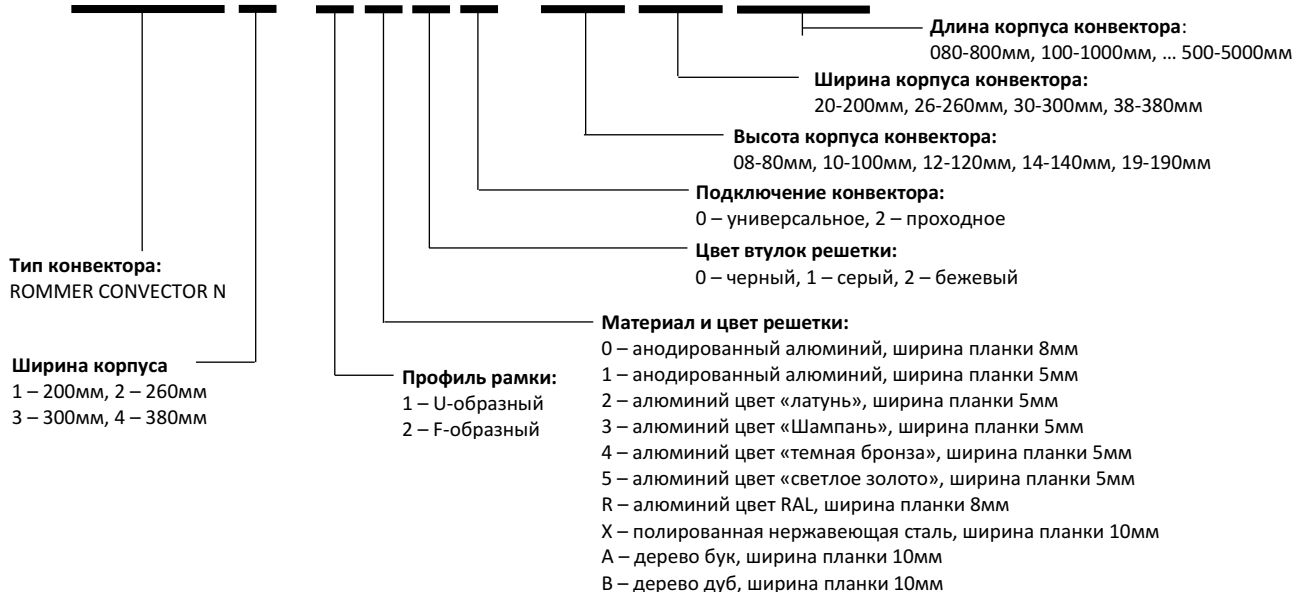 Длина корпуса конвектора:
080-800мм, 100-1000мм, ... 500-5000мм
Ширина корпуса конвектора:
20-200мм, 26-260мм, 30-300мм, 38-380мм
Высота корпуса конвектора:
08-80мм, 10-100мм, 12-120мм, 14-140мм, 19-190мм
Подключение конвектора:
0 – универсальное, 2 – проходное
Цвет втулок решетки:
0 – черный, 1 – серый, 2 – бежевый
Тип конвектора:
ROMMER CONVECTOR N
Ширина корпуса
1 – 200мм, 2 – 260мм
3 – 300мм, 4 – 380мм
Профиль рамки:
1 – U-образный
2 – F-образный
Материал и цвет решетки:
0 – анодированный алюминий, ширина планки 8мм
1 – анодированный алюминий, ширина планки 5мм
2 – алюминий цвет «латунь», ширина планки 5мм
3 – алюминий цвет «Шампань», ширина планки 5мм
4 – алюминий цвет «темная бронза», ширина планки 5мм
5 – алюминий цвет «светлое золото», ширина планки 5мм
R – алюминий цвет RAL, ширина планки 8мм
X – полированная нержавеющая сталь, ширина планки 10мм
A – дерево бук, ширина планки 10мм
B – дерево дуб, ширина планки 10мм